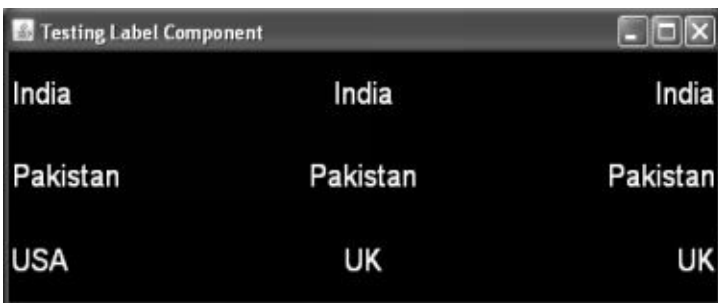 Testing Label Component
India India India
Pakistan Pakistan Pakistan
USA UK UK